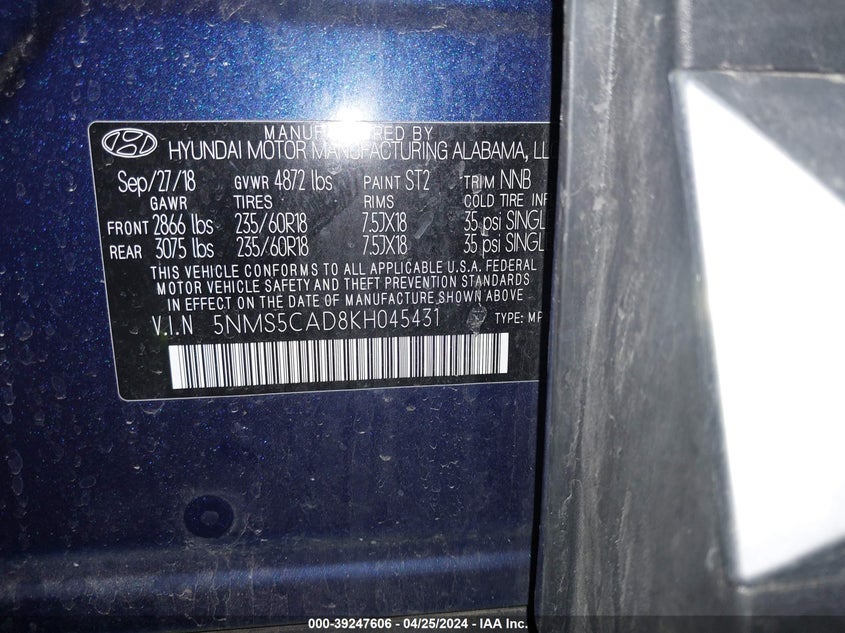 MANUFACTURED BY
HYUNDAI MOTOR MANUFACTURING ALABAMA, LL
Sep/27/18 GVWR 4872 lbs PAINT ST2 TRIM NNB
GAWR TIRES RIMS COLD TIRE INF
FRONT 2866 lbs 235/60R18 7.5JX18 35 psi SINGLE
REAR 3075 lbs 235/60R18 7.5JX18 35 psi SINGLE
THIS VEHICLE CONFORMS TO ALL APPLICABLE U.S.A. FEDERAL
MOTOR VEHICLE SAFETY AND THEFT PREVENTION STANDARDS
IN EFFECT ON THE DATE OF MANUFACTURE SHOWN ABOVE
V.I.N 5NMS5CAD8KH045431 TYPE: MP
000-39247606 - 04/25/2024 - IAA Inc.